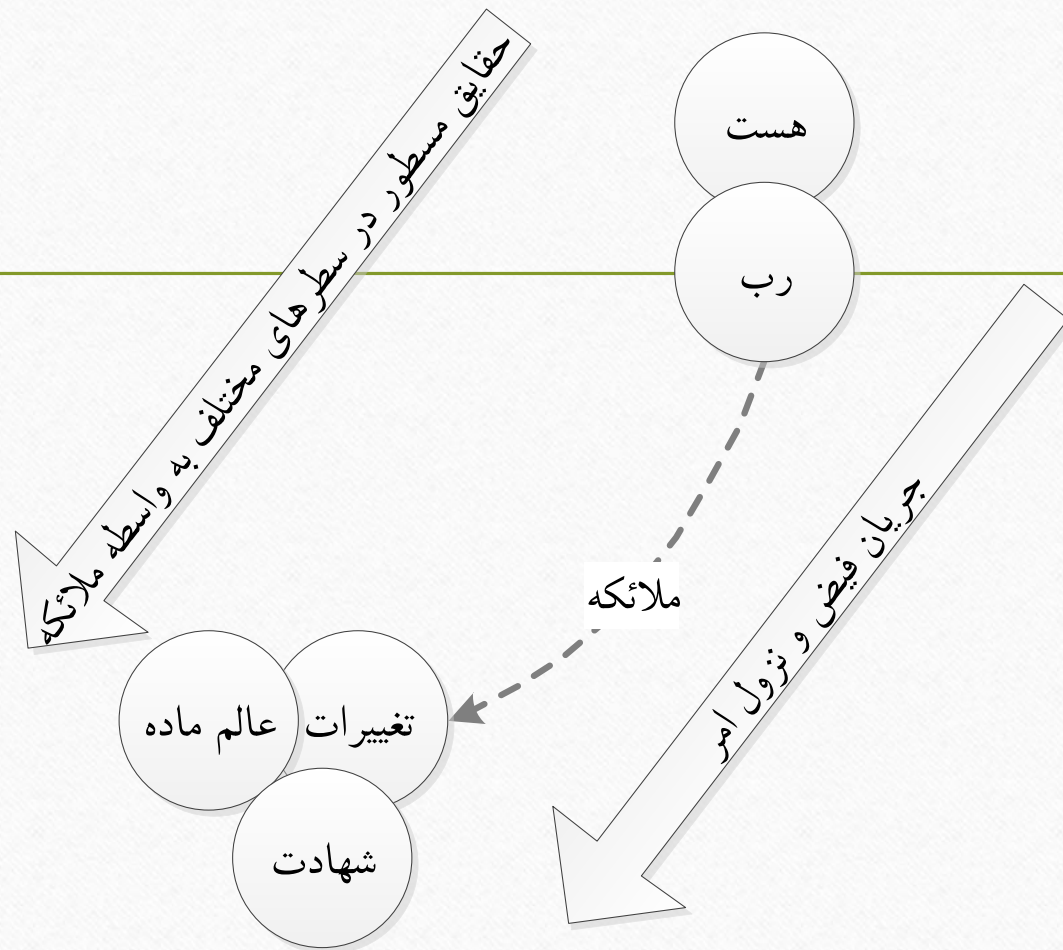 هست
رب
حقایق مسطور در سطرهای مختلف به واسطه ملائکه
ملائکه
جریان فیض و نزول امر
تغییرات
عالم ماده
شهادت